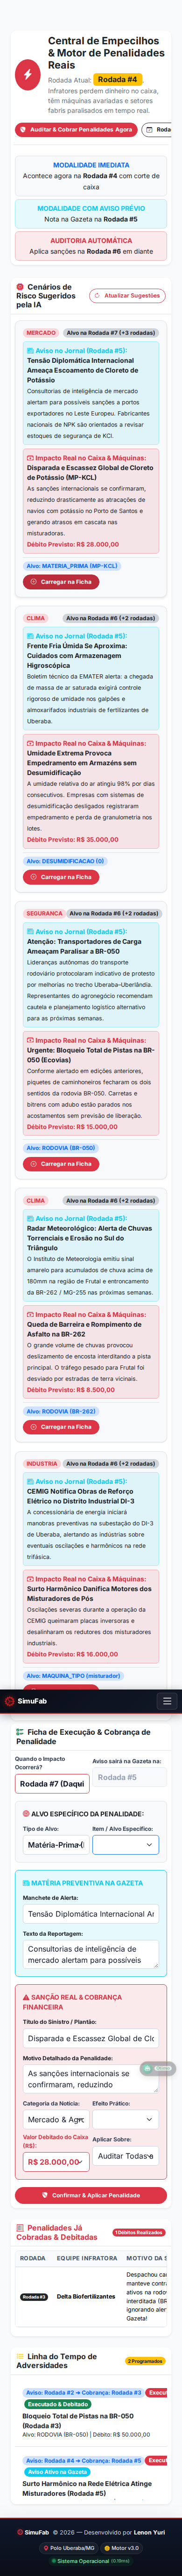 Central de Empecilhos
& Motor de Penalidades
Reais
Rodada Atual: Rodada #4.
Infratores perdem dinheiro no caixa,
têm máquinas avariadas e setores
fabris paralisados em tempo real.
Auditar & Cobrar Penalidades Agora
MODALIDADE IMEDIATA
Acontece agora na Rodada #4 com corte de
caixa
MODALIDADE COM AVISO PRÉVIO
Nota na Gazeta na Rodada #5
AUDITORIA AUTOMÁTICA
Aplica sanções na Rodada #6 em diante
Cenários de
Risco Sugeridos
pela IA
Atualizar Sugestões
MERCADO
Alvo na Rodada #7 (+3 rodadas)
Aviso no Jornal (Rodada #5):
Tensão Diplomática Internacional
Ameaça Escoamento de Cloreto de
Potássio
Consultorias de inteligência de mercado
alertam para possíveis sanções a portos
exportadores no Leste Europeu. Fabricantes
nacionais de NPK são orientados a revisar
estoques de segurança de KCl.
Impacto Real no Caixa & Máquinas:
Disparada e Escassez Global de Cloreto
de Potássio (MP-KCL)
As sanções internacionais se confirmaram,
reduzindo drasticamente as atracações de
navios com potássio no Porto de Santos e
gerando escassez imediata nas
misturadoras.
Débito Previsto: R$ 28.000,00
Alvo: MATERIA_PRIMA (MP-KCL)
Carregar na Ficha
CLIMA
Alvo na Rodada #6 (+2 rodadas)
Aviso no Jornal (Rodada #5):
Frente Fria Úmida Se Aproxima:
Cuidados com Armazenagem
Higroscópica
Boletim técnico da EMATER alerta: a chegada
de massa de ar saturada exigirá controle
rigoroso de umidade nos galpões e
almoxarifados industriais de fertilizantes de
Uberaba.
Impacto Real no Caixa & Máquinas:
Umidade Extrema Provoca
Empedramento em Armazéns sem
Desumidificação
A umidade relativa do ar atingiu 98% por dias
consecutivos. Empresas com sistemas de
desumidificação desligados registraram
empedramento e perda de granulometria nos
lotes.
Débito Previsto: R$ 35.000,00
Alvo: DESUMIDIFICACAO (0)
Carregar na Ficha
SEGURANCA
Alvo na Rodada #6 (+2 rodadas)
Aviso no Jornal (Rodada #5):
Atenção: Transportadores de Carga
Ameaçam Paralisar a BR-050
Lideranças autônomas do transporte
rodoviário protocolaram indicativo de protesto
por melhorias no trecho Uberaba-Uberlândia.
Representantes do agronegócio recomendam
cautela e planejamento logístico alternativo
para as próximas semanas.
Impacto Real no Caixa & Máquinas:
Urgente: Bloqueio Total de Pistas na BR-
050 (Ecovias)
Conforme alertado em edições anteriores,
piquetes de caminhoneiros fecharam os dois
sentidos da rodovia BR-050. Carretas e
bitrens com adubo estão parados nos
acostamentos sem previsão de liberação.
Débito Previsto: R$ 15.000,00
Alvo: RODOVIA (BR-050)
Carregar na Ficha
CLIMA
Alvo na Rodada #6 (+2 rodadas)
Aviso no Jornal (Rodada #5):
Radar Meteorológico: Alerta de Chuvas
Torrenciais e Erosão no Sul do
Triângulo
O Instituto de Meteorologia emitiu sinal
amarelo para acumulados de chuva acima de
180mm na região de Frutal e entroncamento
da BR-262 / MG-255 nas próximas semanas.
Impacto Real no Caixa & Máquinas:
Queda de Barreira e Rompimento de
Asfalto na BR-262
O grande volume de chuvas provocou
deslizamento de encosta interditando a pista
principal. O tráfego pesado para Frutal foi
desviado por estradas de terra vicinais.
Débito Previsto: R$ 8.500,00
Alvo: RODOVIA (BR-262)
Carregar na Ficha
INDUSTRIA
Alvo na Rodada #6 (+2 rodadas)
Aviso no Jornal (Rodada #5):
CEMIG Notifica Obras de Reforço
Elétrico no Distrito Industrial DI-3
A concessionária de energia iniciará
manobras preventivas na subestação do DI-3
de Uberaba, alertando as indústrias sobre
eventuais oscilações e harmônicos na rede
trifásica.
Impacto Real no Caixa & Máquinas:
Surto Harmônico Danifica Motores dos
Misturadores de Pós
Oscilações severas durante a operação da
CEMIG queimaram placas inversoras e
desalinharam os redutores dos misturadores
industriais.
Débito Previsto: R$ 16.000,00
Alvo: MAQUINA_TIPO (misturador)
SimuFab
Ficha de Execução & Cobrança de
Penalidade
Quando o Impacto
Ocorrerá?
Rodada #7 (Daqui
Aviso sairá na Gazeta na:
Rodada #5
ALVO ESPECÍFICO DA PENALIDADE:
Tipo de Alvo:
Matéria-Prima (
Item / Alvo Específico:
MATÉRIA PREVENTIVA NA GAZETA
Manchete de Alerta:
Tensão Diplomática Internacional Am
Texto da Reportagem:
Consultorias de inteligência de
mercado alertam para possíveis
SANÇÃO REAL & COBRANÇA
FINANCEIRA
Título do Sinistro / Plantão:
Disparada e Escassez Global de Clo
Motivo Detalhado da Penalidade:
As sanções internacionais se
confirmaram, reduzindo
Categoria da Notícia:
Mercado & Agro
Efeito Prático:
Valor Debitado do Caixa
(R$):
R$ 28.000,00
Aplicar Sobre:
Auditar Todas a
Confirmar & Aplicar Penalidade
Penalidades Já
Cobradas & Debitadas
1 Débitos Realizados
RODADA EQUIPE INFRATORA MOTIVO DA S
Rodada #3
Delta Biofertilizantes
Despachou ca
manteve contr
ativos na rodo
interditada (BR
ignorando aler
Gazeta!
Linha do Tempo de
Adversidades
2 Programados
Aviso: Rodada #2 ➔ Cobrança: Rodada #3
Executado & Debitado
Bloqueio Total de Pistas na BR-050
(Rodada #3)
Alvo: RODOVIA (BR-050) | Débito: R$ 50.000,00
Aviso: Rodada #4 ➔ Cobrança: Rodada #5
Aviso Ativo na Gazeta
Surto Harmônico na Rede Elétrica Atinge
Misturadores (Rodada #5)
SimuFab © 2026 — Desenvolvido por Lenon Yuri
Polo Uberaba/MG
Motor v3.0
Sistema Operacional